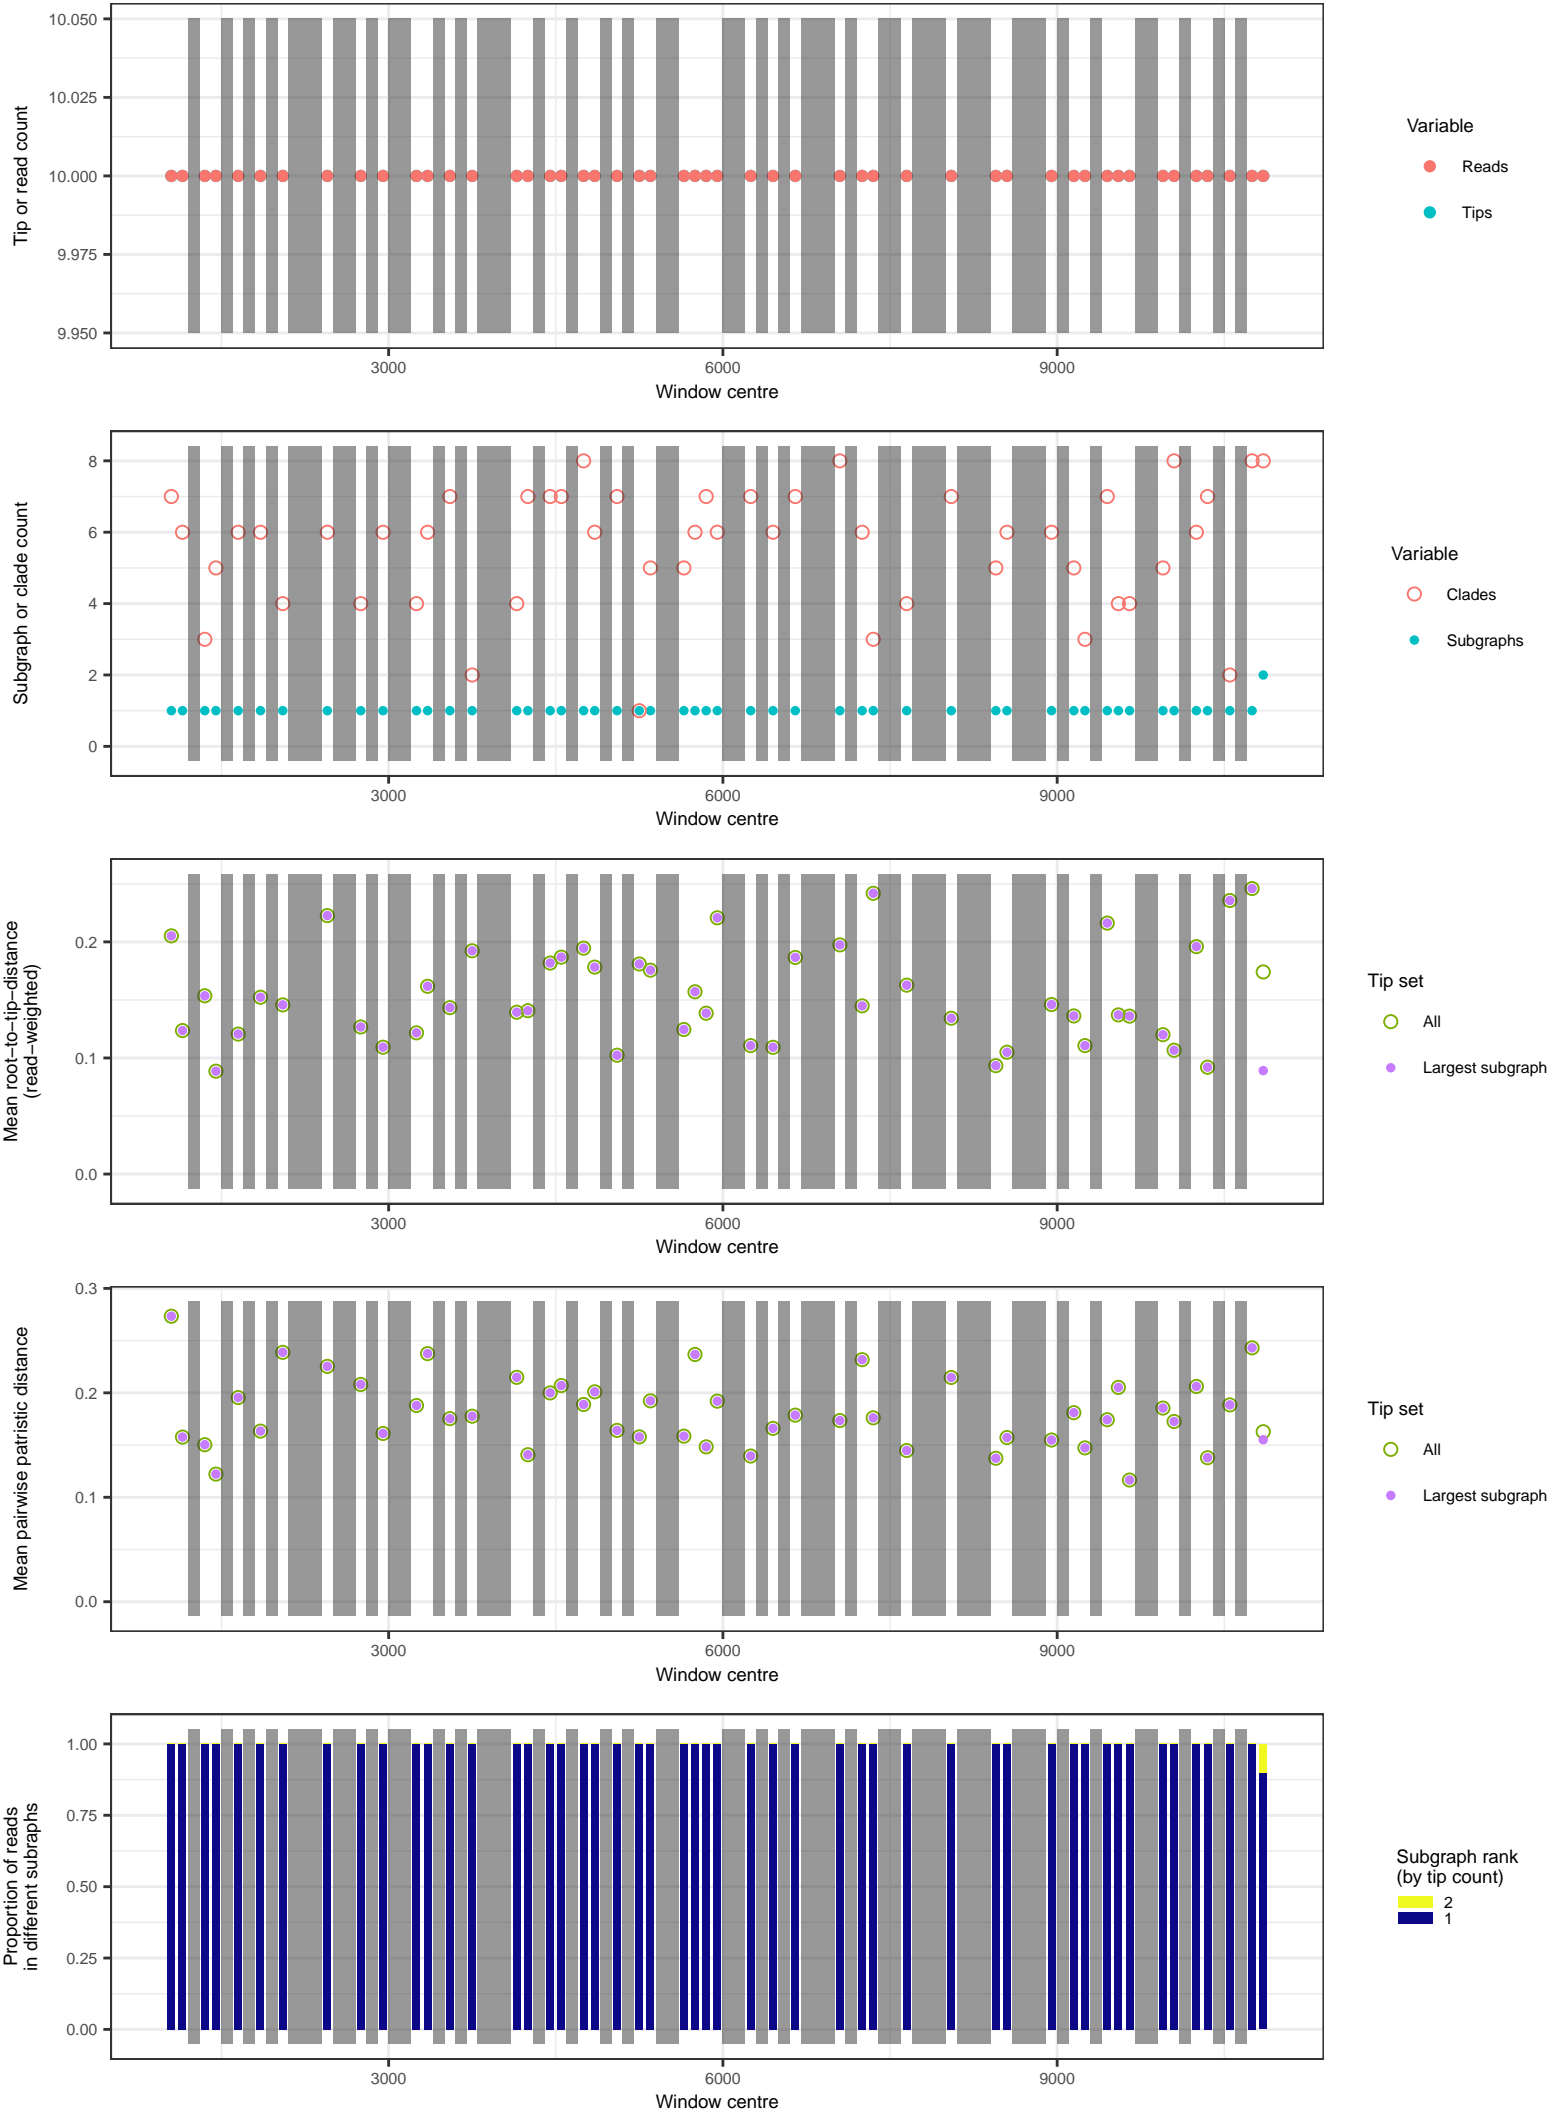 10.050
10.025
10.000
9.975
9.950
Tip or read count
3000
6000
9000
Window centre
Variable
Reads
Tips
8
6
4
2
0
Subgraph or clade count
3000
6000
9000
Window centre
Variable
Clades
Subgraphs
0.2
0.1
0.0
Mean root−to−tip−distance
(read−weighted)
3000
6000
9000
Window centre
Tip set
All
Largest subgraph
0.3
0.2
0.1
0.0
Mean pairwise patristic distance
3000
6000
9000
Window centre
Tip set
All
Largest subgraph
1.00
0.75
0.50
0.25
0.00
Proportion of reads
in different subraphs
3000
6000
9000
Window centre
Subgraph rank
(by tip count)
2
1